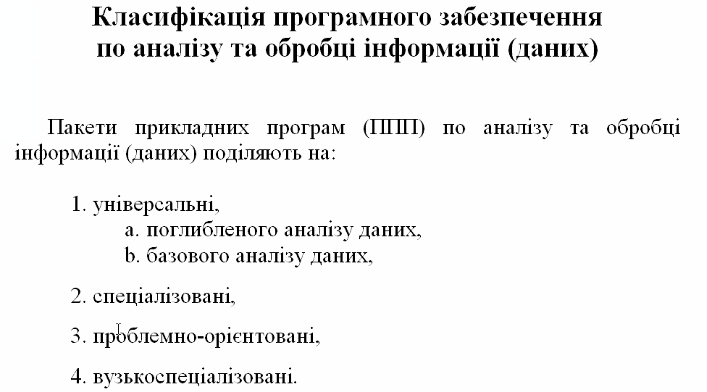 Класифікація програмного забезпечення
по аналізу та обробці інформації (даних)
Пакети прикладних програм (ППП) по аналізу та обробці
інформації (даних) поділяють на:
1. універсальні,
a. поглибленого аналізу даних,
b. базового аналізу даних,
2. спеціалізовані,
3. проблемно-орієнтовані,
4. вузькоспеціалізовані.